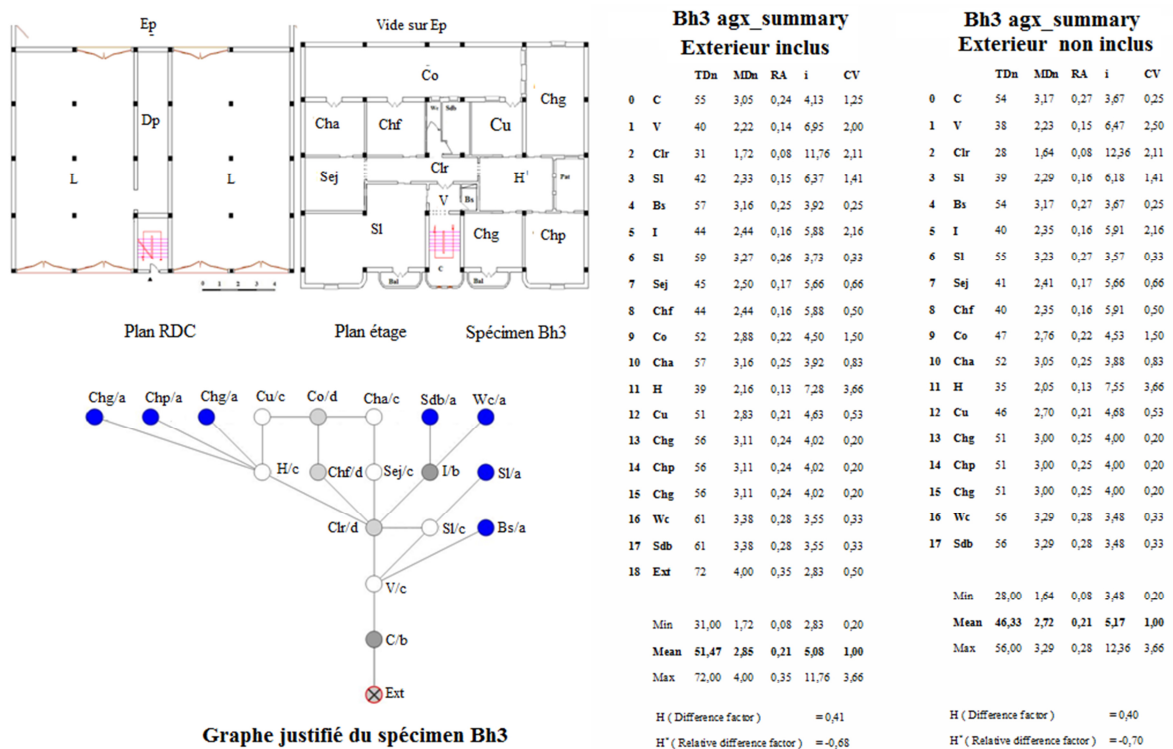 Ep
Vide sur Ep
Co
Chg
Dp
Cha
Chf
Wc
Sdb
Cu
Clr
L
L
Sej
H
Pat
V
Bs
Sl
Chg
Chp
C
Bal
Bal
0 1 2 3 4
Plan RDC
Plan étage
Spécimen Bh3
Chg/a
Chp/a
Chg/a
Cu/c
Co/d
Cha/c
Sdb/a
Wc/a
H/c
Chf/d
Sej/c
I/b
Sl/a
Clr/d
Sl/c
Bs/a
V/c
C/b
Ext
Graphe justifié du spécimen Bh3
Bh3 agx_summary
Exterieur inclus
TDn MDn RA i CV
0 C 55 3,05 0,24 4,13 1,25
1 V 40 2,22 0,14 6,95 2,00
2 Clr 31 1,72 0,08 11,76 2,11
3 Sl 42 2,33 0,15 6,37 1,41
4 Bs 57 3,16 0,25 3,92 0,25
5 I 44 2,44 0,16 5,88 2,16
6 Sl 59 3,27 0,26 3,73 0,33
7 Sej 45 2,50 0,17 5,66 0,66
8 Chf 44 2,44 0,16 5,88 0,50
9 Co 52 2,88 0,22 4,50 1,50
10 Cha 57 3,16 0,25 3,92 0,83
11 H 39 2,16 0,13 7,28 3,66
12 Cu 51 2,83 0,21 4,63 0,53
13 Chg 56 3,11 0,24 4,02 0,20
14 Chp 56 3,11 0,24 4,02 0,20
15 Chg 56 3,11 0,24 4,02 0,20
16 Wc 61 3,38 0,28 3,55 0,33
17 Sdb 61 3,38 0,28 3,55 0,33
18 Ext 72 4,00 0,35 2,83 0,50
Min 31,00 1,72 0,08 2,83 0,20
Mean 51,47 2,85 0,21 5,08 1,00
Max 72,00 4,00 0,35 11,76 3,66
H ( Difference factor ) =0,41
H* ( Relative difference factor ) =-0,68
Bh3 agx_summary
Exterieur non inclus
TDn MDn RA i CV
0 C 54 3,17 0,27 3,67 0,25
1 V 38 2,23 0,15 6,47 2,50
2 Clr 28 1,64 0,08 12,36 2,11
3 Sl 39 2,29 0,16 6,18 1,41
4 Bs 54 3,17 0,27 3,67 0,25
5 I 40 2,35 0,16 5,91 2,16
6 Sl 55 3,23 0,27 3,57 0,33
7 Sej 41 2,41 0,17 5,66 0,66
8 Chf 40 2,35 0,16 5,91 0,50
9 Co 47 2,76 0,22 4,53 1,50
10 Cha 52 3,05 0,25 3,88 0,83
11 H 35 2,05 0,13 7,55 3,66
12 Cu 46 2,70 0,21 4,68 0,53
13 Chg 51 3,00 0,25 4,00 0,20
14 Chp 51 3,00 0,25 4,00 0,20
15 Chg 51 3,00 0,25 4,00 0,20
16 Wc 56 3,29 0,28 3,48 0,33
17 Sdb 56 3,29 0,28 3,48 0,33
Min 28,00 1,64 0,08 3,48 0,20
Mean 46,33 2,72 0,21 5,17 1,00
Max 56,00 3,29 0,28 12,36 3,66
H ( Difference factor ) =0,40
H* ( Relative difference factor ) =-0,70